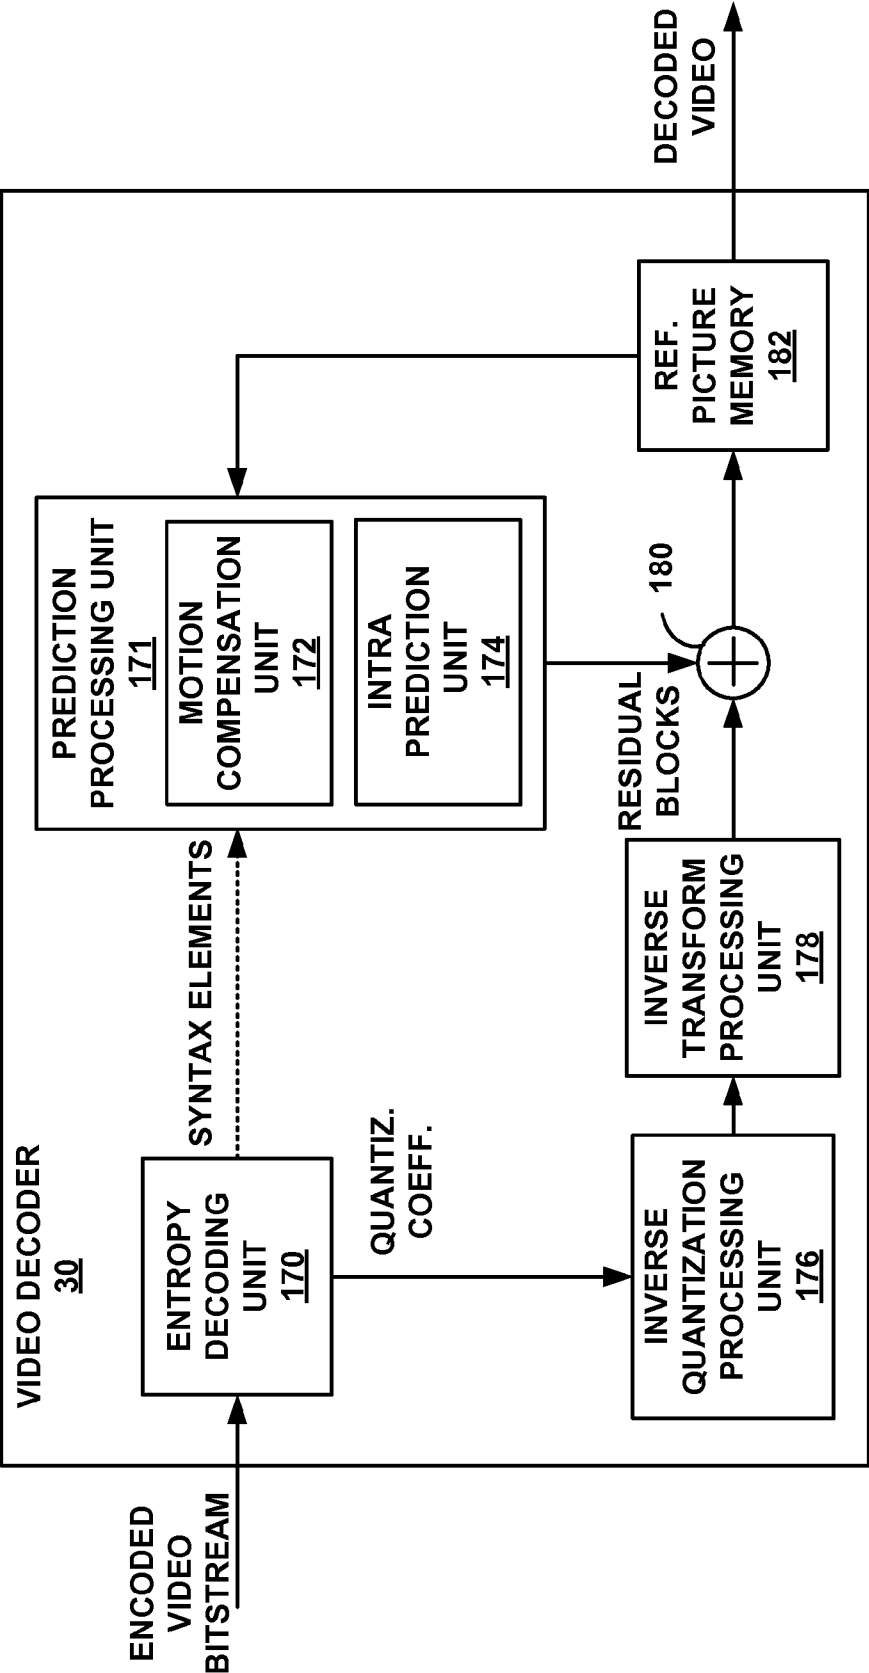 VIDEO DECODER
30
ENCODED
VIDEO
BITSTREAM
ENTROPY
DECODING
UNIT
170
SYNTAX ELEMENTS
QUANTIZ.
COEFF.
PREDICTION
PROCESSING UNIT
171
MOTION
COMPENSATION
UNIT
172
INTRA
PREDICTION
UNIT
174
INVERSE
QUANTIZATION
PROCESSING
UNIT
176
INVERSE
TRANSFORM
PROCESSING
UNIT
178
RESIDUAL
BLOCKS
180
REF.
PICTURE
MEMORY
182
DECODED
VIDEO